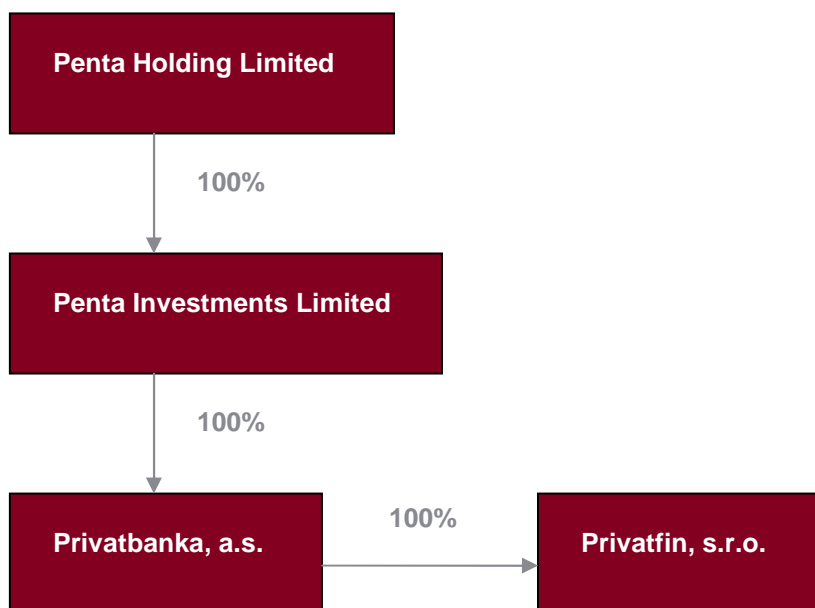 Penta Holding Limited
100%
Penta Investments Limited
100%
Privatbanka, a.s.
100%
Privatfin, s.r.o.